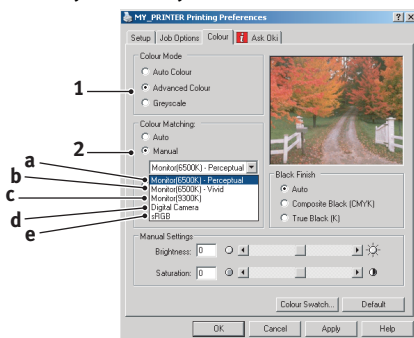 MY_PRINTER Printing Preferences
Setup Job Options Colour Ask Oki
Colour Mode
Auto Colour
1 Advanced Colour
Greyscale
Colour Matching:
Auto
2 Manual
Monitor(6500K) - Perceptual
a Monitor(6500K) - Perceptual
b Monitor(6500K) - Vivid
c Monitor(9300K)
d Digital Camera
e sRGB
Black Finish
Auto
Composite Black (CMYK)
True Black (K)
Manual Settings
Brightness: 0
Saturation: 0
Colour Swatch... Default
OK Cancel Apply Help